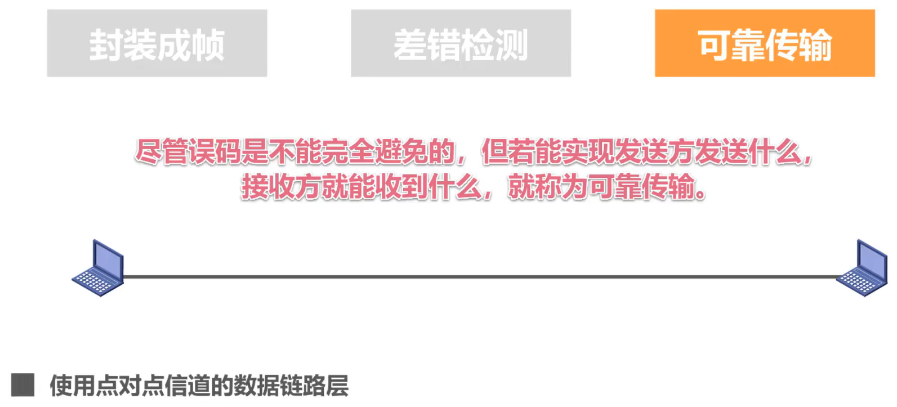 封装成帧
差错检测
可靠传输
尽管误码是不能完全避免的，但若能实现发送方发送什么，
接收方就能收到什么，就称为可靠传输。
使用点对点信道的数据链路层